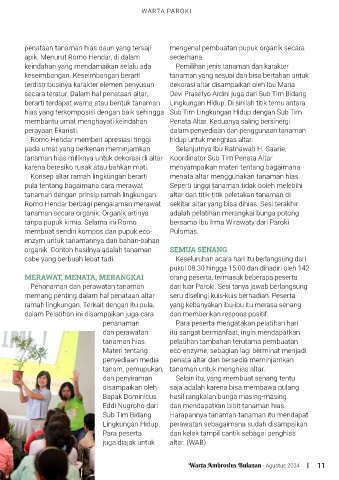 WARTA PAROKI
penataan tanaman hias daun yang tersaji
apik. Menurut Romo Hendar, di dalam
keindahan yang mendamaikan selalu ada
keseimbangan. Keseimbangan berarti
terdistribusinya karakter elemen penyusun
secara teratur. Dalam hal penataan altar,
berarti terdapat warna atau bentuk tanaman
hias yang terkomposisi dengan baik sehingga
membantu umat menghayati keindahan
perayaan Ekaristi.
Romo Hendar memberi apresiasi tinggi
pada umat yang berkenan meminjamkan
tanaman hias miliknya untuk dekorasi di altar
karena beresiko rusak atau bahkan mati.
Konsep altar ramah lingkungan berarti
pula tentang bagaimana cara merawat
tanaman dengan prinsip ramah lingkungan.
Romo Hendar berbagi pengalaman merawat
tanaman secara organik. Organik artinya
tanpa pupuk kimia. Selama ini Romo
membuat sendiri kompos dan pupuk eco-
enzym untuk tanamannya dari bahan-bahan
organik. Contoh hasilnya adalah tanaman
cabe yang berbuah lebat tadi.
MERAWAT, MENATA, MERANGKAI
Penanaman dan perawatan tanaman
memang penting dalam hal penataan altar
ramah lingkungan. Terkait dengan itu pula,
dalam Pelatihan ini disampaikan juga cara
penanaman
dan perawatan
tanaman hias.
Materi tentang
penyediaan media
tanam, pemupukan,
dan penyiraman
disampaikan oleh
Bapak Dominicus
Eddi Nugroho dari
Sub Tim Bidang
Lingkungan Hidup.
Para peserta
juga diajak untuk
mengenal pembuatan pupuk organik secara
sederhana.
Pemilihan jenis tanaman dan karakter
tanaman yang sesuai dan bisa bertahan untuk
dekorasi altar disampaikan oleh Ibu Maria
Devi Prasetyo Ardini juga dari Sub Tim Bidang
Lingkungan Hidup. Di sinilah titik temu antara
Sub Tim Lingkungan Hidup dengan Sub Tim
Penata Altar. Keduanya saling bersinergi
dalam penyediaan dan penggunaan tanaman
hidup untuk menghias altar.
Selanjutnya Ibu Ratnawati H. Saarie,
Koordinator Sub Tim Penata Altar
menyampaikan materi tentang bagaimana
menata altar menggunakan tanaman hias.
Seperti tinggi tanaman tidak boleh melebihi
altar dan titik-titik peletakan tanaman di
sekitar altar yang bisa dihias. Sesi terakhir
adalah pelatihan merangkai bunga potong
bersama Ibu Irma Wirawaty dari Paroki
Pulomas.
SEMUA SENANG
Keseluruhan acara hari itu berlangsung dari
pukul 08.30 hingga 15.00 dan dihadiri oleh 142
orang peserta, termasuk beberapa peserta
dari luar Paroki. Sesi tanya jawab berlangsung
seru diselingi kuis-kuis berhadiah. Peserta
yang kebanyakan Ibu-ibu itu merasa senang
dan memberikan respons positif.
Para peserta mengatakan pelatihan hari
itu sangat bermanfaat, ingin mendapatkan
pelatihan tambahan terutama pembuatan
eco-enzyme, sebagian lagi berminat menjadi
penata altar dan bersedia meminjamkan
tanaman untuk menghias altar.
Selain itu, yang membuat senang tentu
saja adalah karena bisa membawa pulang
hasil rangkaian bunga masing-masing
dan mendapatkan bibit tanaman hias.
Harapannya tanaman-tanaman itu mendapat
perawatan sebagaimana sudah disampaikan
dan kelak tampil cantik sebagai penghias
altar. (WAB)
Warta Ambrosius Bulanan - Agustus 2024 | 11